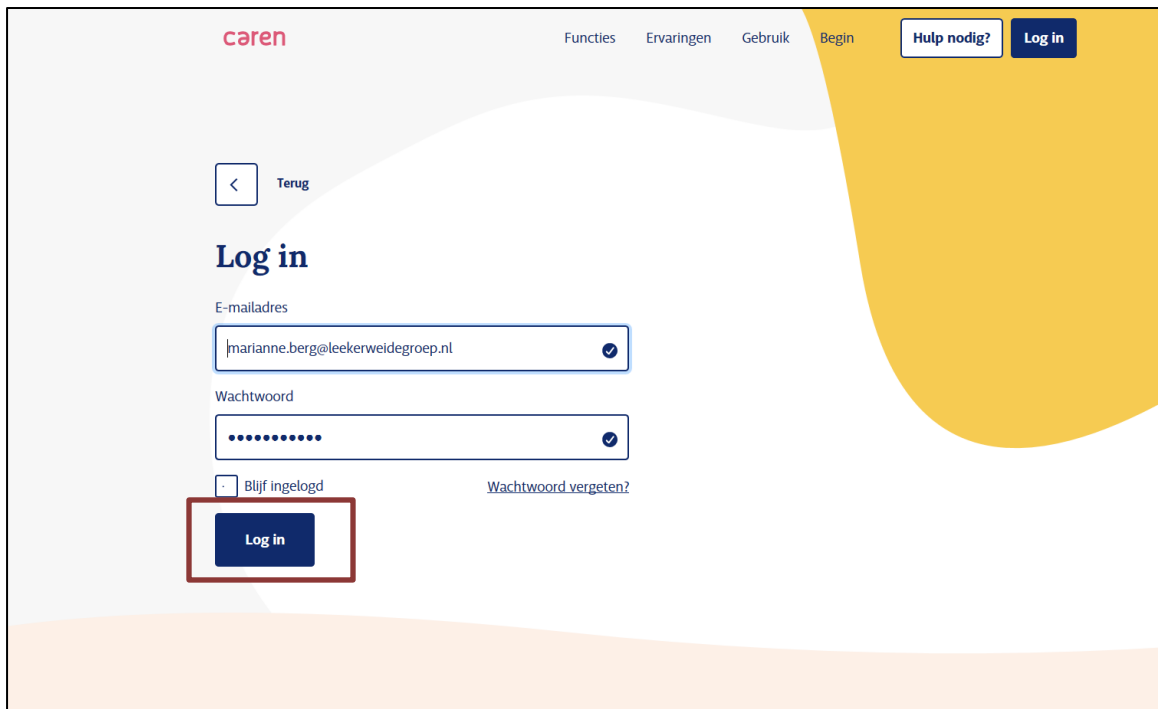 caren
Functies Ervaringen Gebruik Begin Hulp nodig? Log in
Terug
Log in
E-mailadres
marianne.berg@leekerweidegroep.nl
Wachtwoord
Blijf ingelogd Wachtwoord vergeten?
Log in